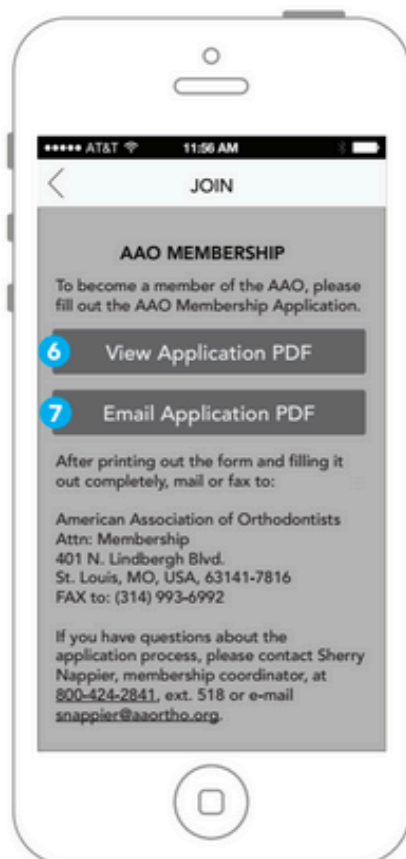 AT&T 11:56 AM
JOIN
AAO MEMBERSHIP
To become a member of the AAO, please
fill out the AAO Membership Application.
6 View Application PDF
7 Email Application PDF
After printing out the form and filling it
out completely, mail or fax to:
American Association of Orthodontists
Attn: Membership
401 N. Lindbergh Blvd.
St. Louis, MO, USA, 63141-7816
FAX to: (314) 993-6992
If you have questions about the
application process, please contact Sherry
Nappier, membership coordinator, at
800-424-2841, ext. 518 or e-mail
snappier@aaortho.org.